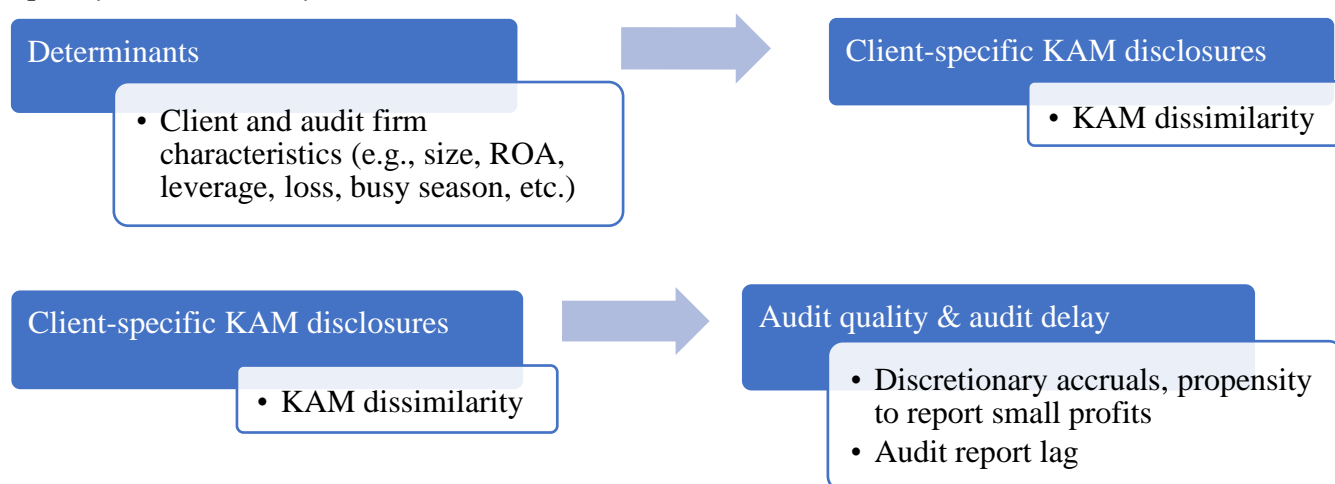 Determinants
• Client and audit firm
characteristics (e.g., size, ROA,
leverage, loss, busy season, etc.)
Client-specific KAM disclosures
• KAM dissimilarity
Client-specific KAM disclosures
• KAM dissimilarity
Audit quality & audit delay
• Discretionary accruals, propensity
to report small profits
• Audit report lag